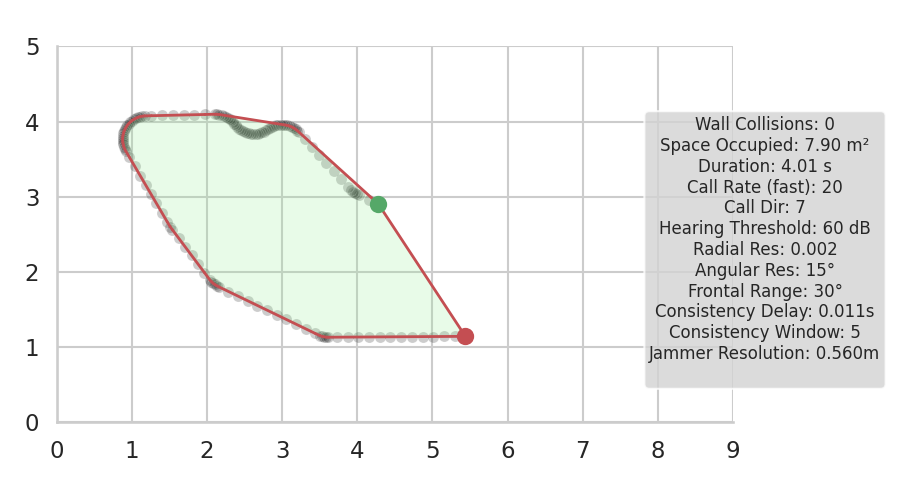 5
4
3
2
1
0
0 1 2 3 4 5 6 7 8 9
Wall Collisions: 0
Space Occupied: 7.90 m²
Duration: 4.01 s
Call Rate (fast): 20
Call Dir: 7
Hearing Threshold: 60 dB
Radial Res: 0.002
Angular Res: 15°
Frontal Range: 30°
Consistency Delay: 0.011s
Consistency Window: 5
Jammer Resolution: 0.560m